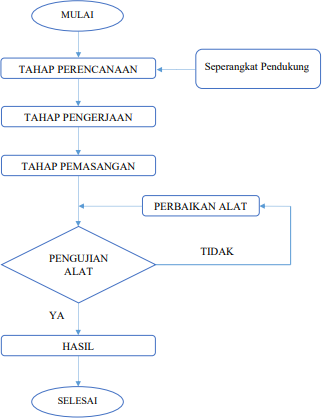 MULAI
TAHAP PERENCANAAN
Seperangkat Pendukung
TAHAP PENGERJAAN
TAHAP PEMASANGAN
PERBAIKAN ALAT
PENGUJIAN
ALAT
TIDAK
YA
HASIL
SELESAI